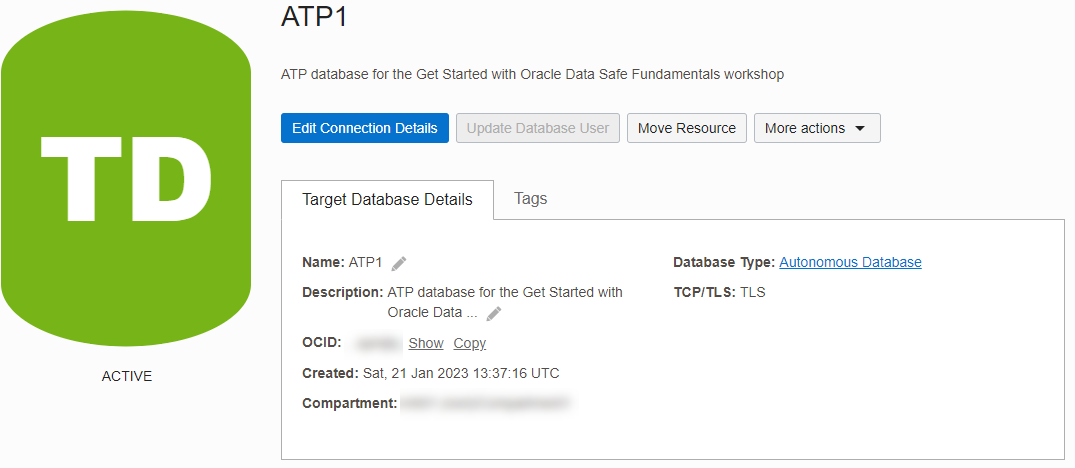 ATP1
ATP database for the Get Started with Oracle Data Safe Fundamentals workshop
Edit Connection Details Update Database User Move Resource More actions
TD
ACTIVE
Target Database Details Tags
Name: ATP1
Description: ATP database for the Get Started with
Oracle Data ...
OCID: Show Copy
Created: Sat, 21 Jan 2023 13:37:16 UTC
Compartment:
Database Type: Autonomous Database
TCP/TLS: TLS